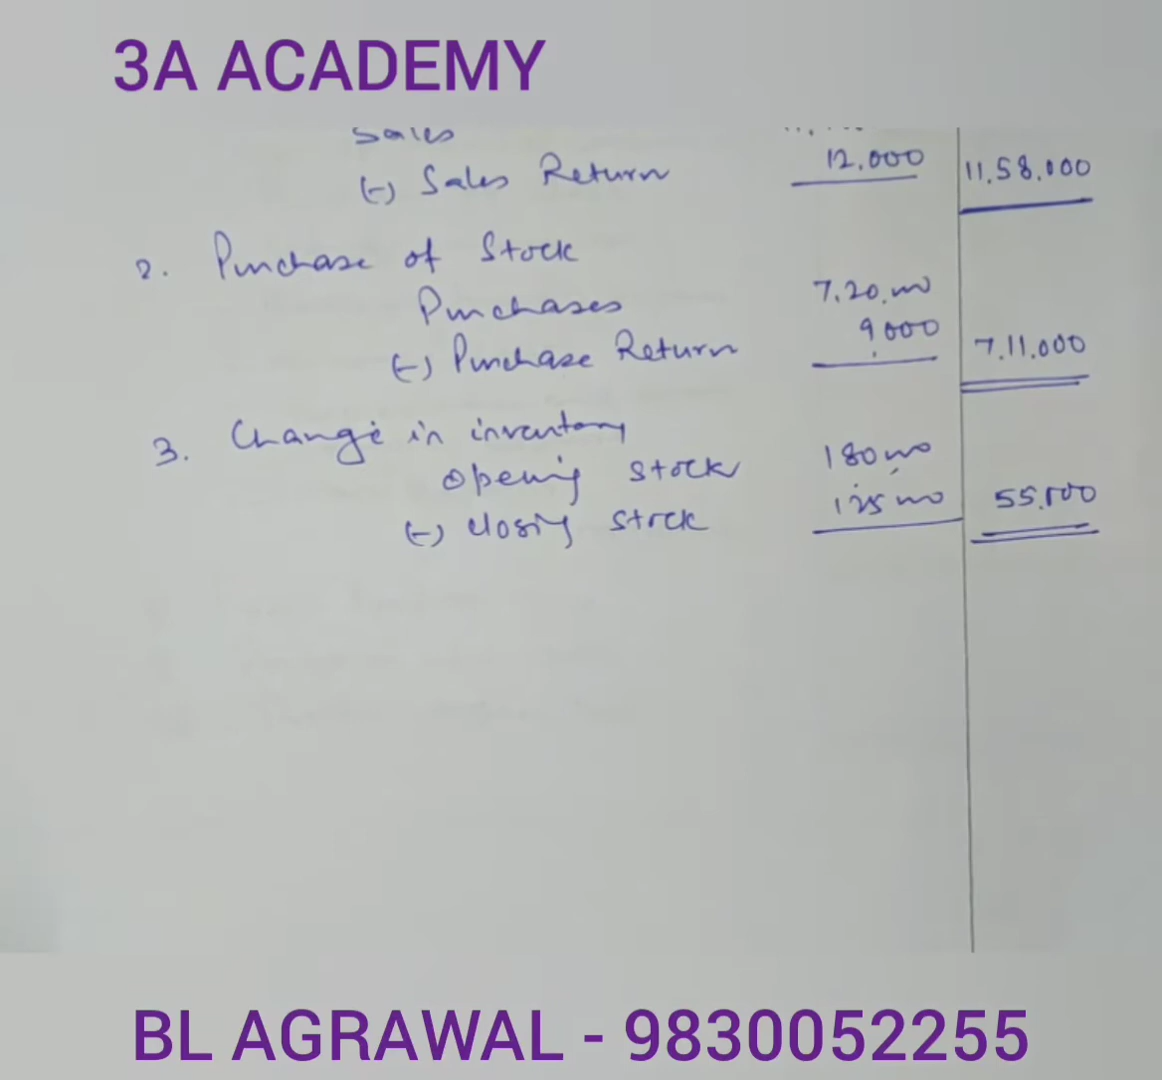 3A ACADEMY
Sales
(-) Sales Return 12,000 11,58,000
2. Purchase of Stock
Purchases 7,20,000
(-) Purchase Return 9000 7,11,000
3. Change in inventory
Opening stock 180000
(-) closing stock 125000 55,000
BL AGRAWAL - 9830052255